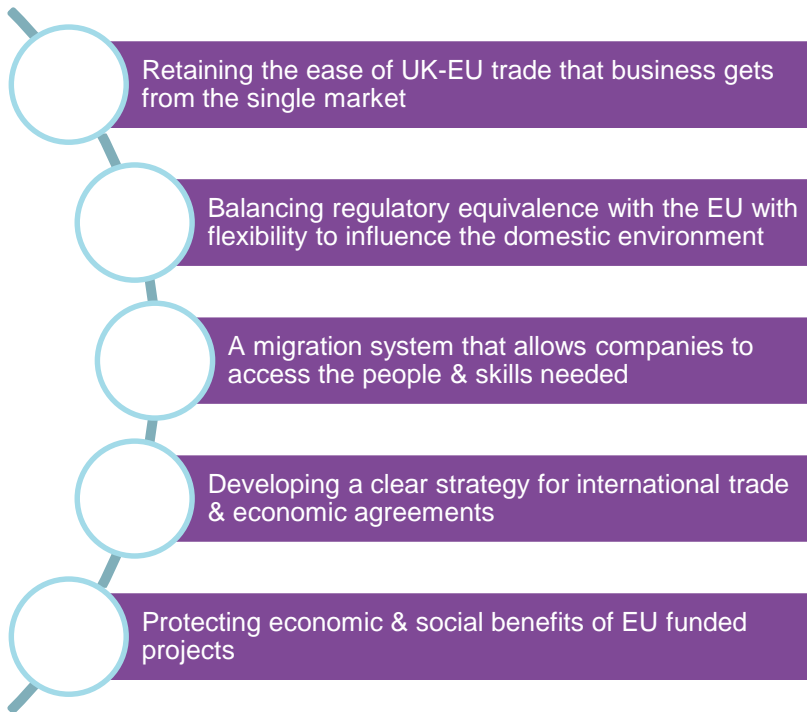 Retaining the ease of UK-EU trade that business gets
from the single market
Balancing regulatory equivalence with the EU with
flexibility to influence the domestic environment
A migration system that allows companies to
access the people & skills needed
Developing a clear strategy for international trade
& economic agreements
Protecting economic & social benefits of EU funded
projects